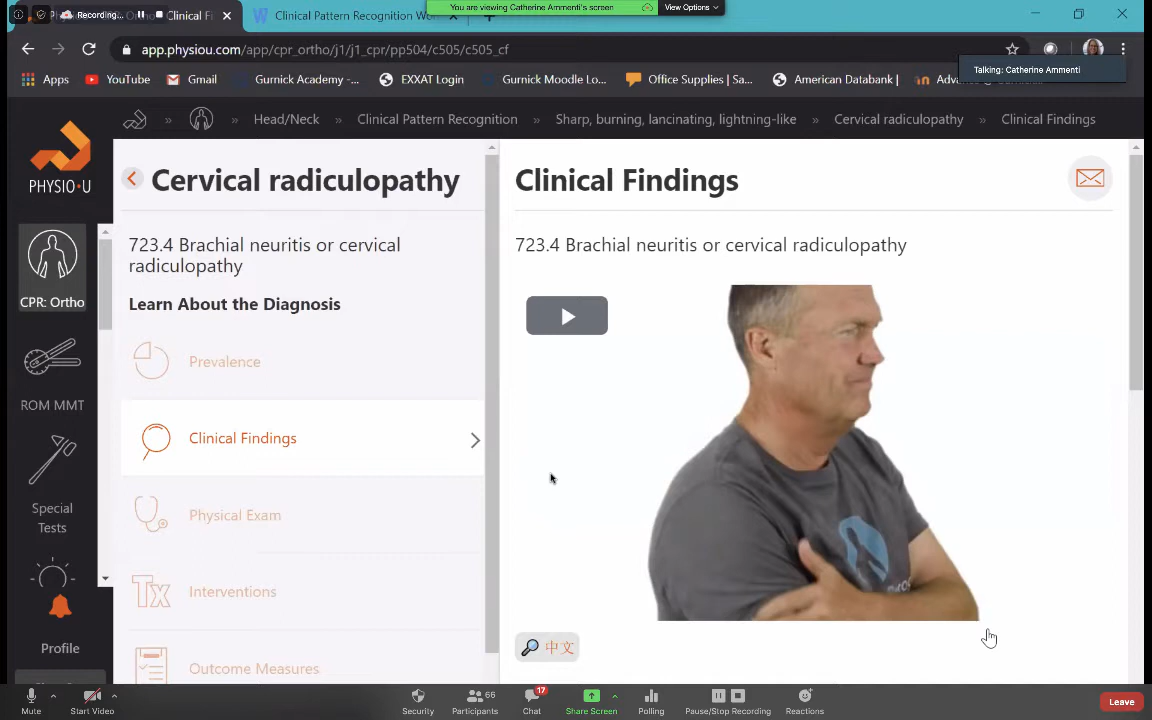 Recording...
Clinical Fi
Clinical Pattern Recognition Wo
You are viewing Catherine Ammenti's screen
View Options
app.physiou.com/app/cpr_ortho/j1/j1_cpr/pp504/c505/c505_cf
Talking: Catherine Ammenti
Apps
YouTube
Gmail
Gurnick Academy -...
EXXAT Login
Gurnick Moodle Lo...
Office Supplies | Sa...
American Databank |
PHYSIO·U
» » Head/Neck » Clinical Pattern Recognition » Sharp, burning, lancinating, lightning-like » Cervical radiculopathy » Clinical Findings
CPR: Ortho
ROM MMT
Special
Tests
Profile
Cervical radiculopathy
723.4 Brachial neuritis or cervical
radiculopathy
Learn About the Diagnosis
Prevalence
Clinical Findings
Physical Exam
Tx
Interventions
Outcome Measures
Clinical Findings
723.4 Brachial neuritis or cervical radiculopathy
中文
Mute
Start Video
Security
66
Participants
17
Chat
Share Screen
Polling
Pause/Stop Recording
Reactions
Leave